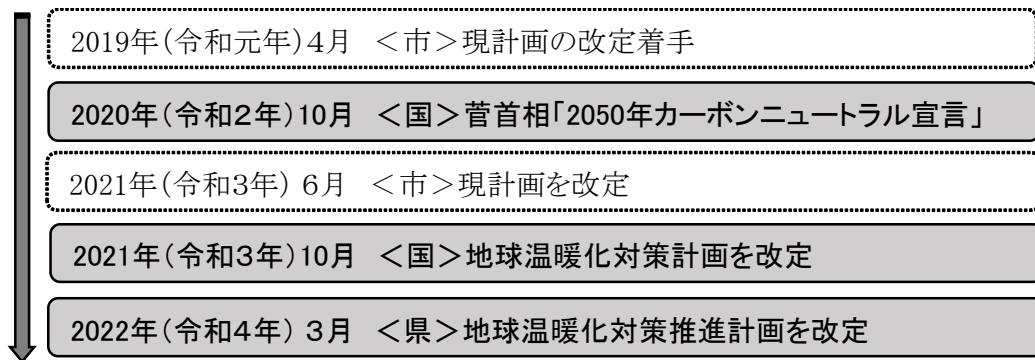 2019年(令和元年)4月　<市>現計画の改定着手
2020年(令和2年)10月　<国>菅首相「2050年カーボンニュートラル宣言」
2021年(令和3年) 6月　<市>現計画を改定
2021年(令和3年)10月　<国>地球温暖化対策計画を改定
2022年(令和4年) 3月　<県>地球温暖化対策推進計画を改定